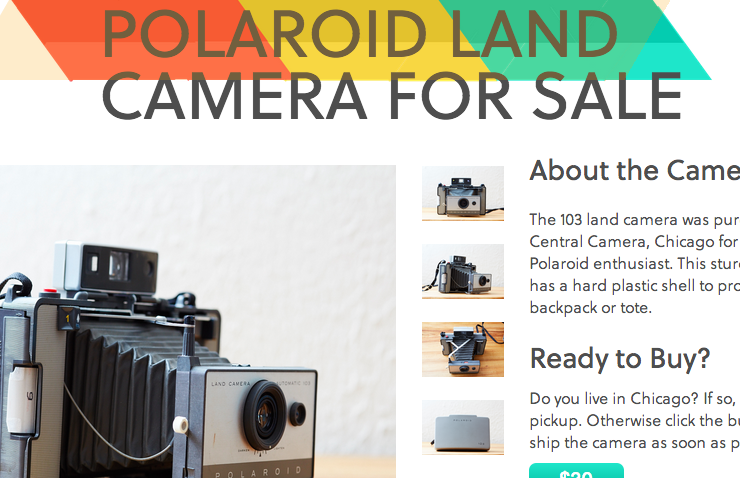 POLAROID LAND
CAMERA FOR SALE
About the Came
The 103 land camera was pur
Central Camera, Chicago for
Polaroid enthusiast. This stur
has a hard plastic shell to pro
backpack or tote.
Ready to Buy?
Do you live in Chicago? If so,
pickup. Otherwise click the bu
ship the camera as soon as p
$20
LAND CAMERA AUTOMATIC 103
POLAROID